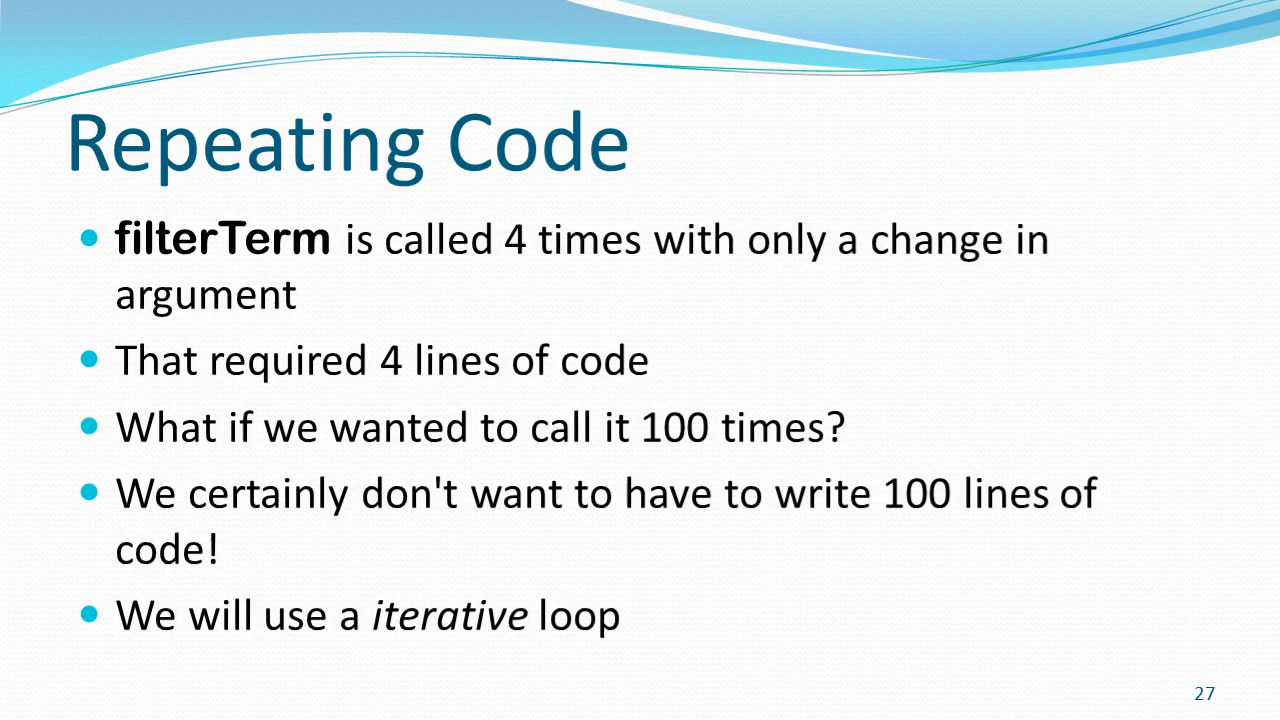 Repeating Code
• filterTerm is called 4 times with only a change in
argument
• That required 4 lines of code
• What if we wanted to call it 100 times?
• We certainly don't want to have to write 100 lines of
code!
• We will use a iterative loop
27